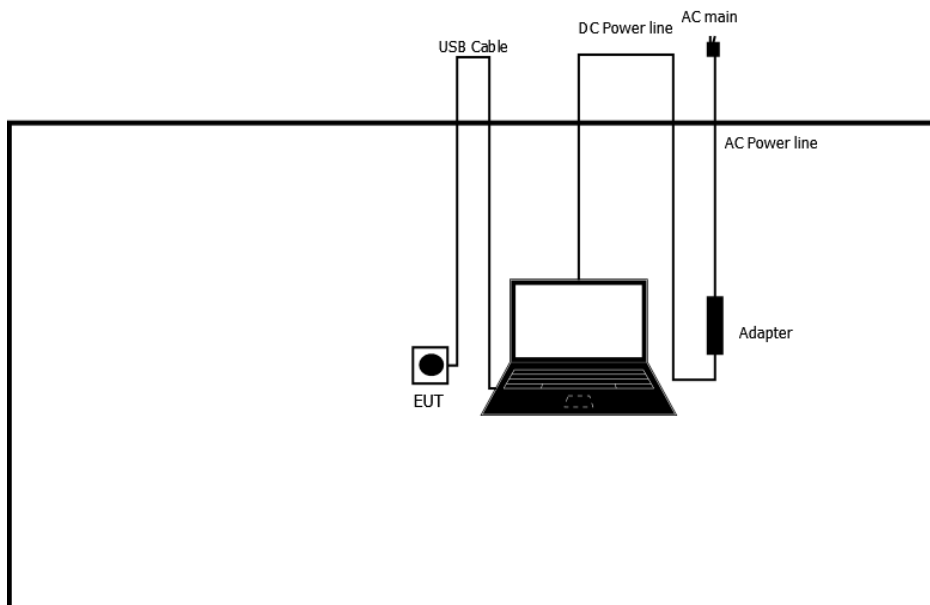 AC main
DC Power line
USB Cable
AC Power line
Adapter
EUT